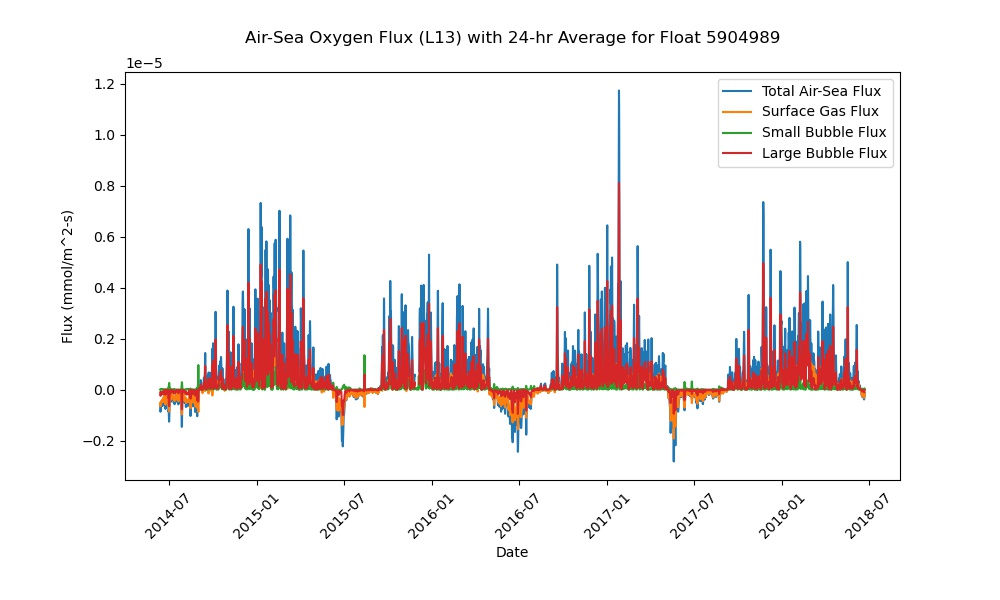 Air-Sea Oxygen Flux (L13) with 24-hr Average for Float 5904989
1e−5
1.2
1.0
0.8
0.6
0.4
0.2
0.0
−0.2
Flux (mmol/m^2-s)
Total Air-Sea Flux
Surface Gas Flux
Small Bubble Flux
Large Bubble Flux
2014-07
2015-01
2015-07
2016-01
2016-07
2017-01
2017-07
2018-01
2018-07
Date